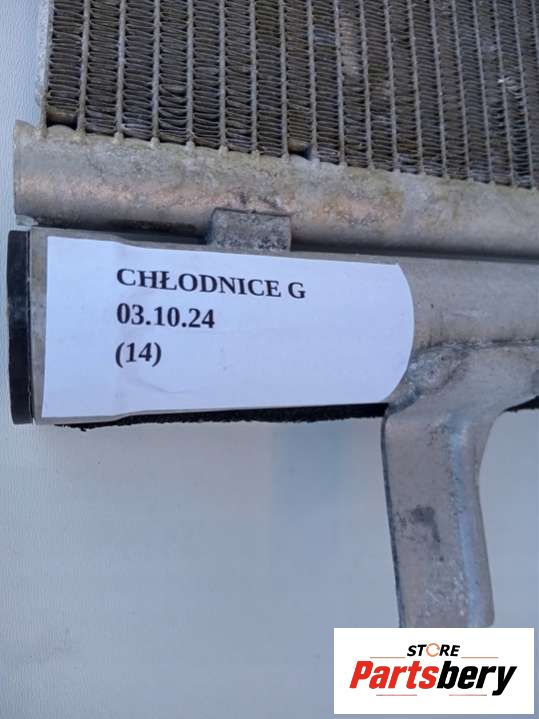 CHŁODNICE G
03.10.24
(14)
STORE
Partsbery